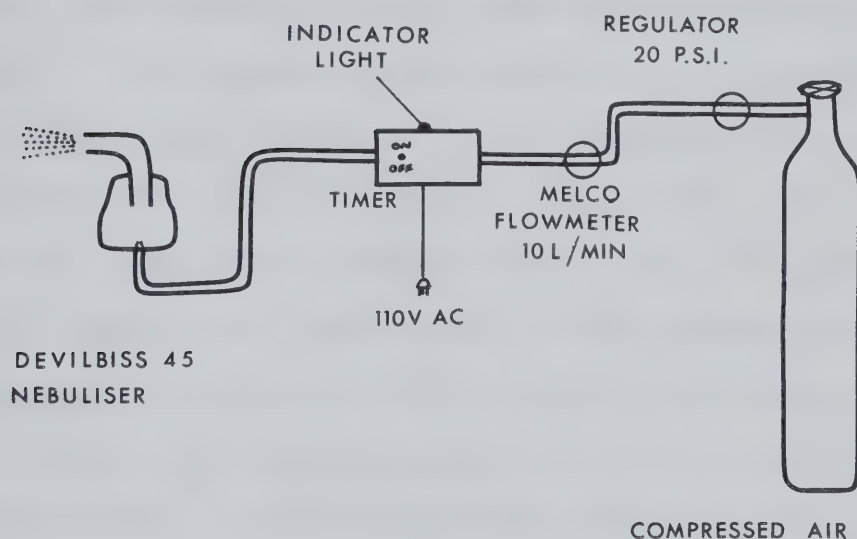 INDICATOR
LIGHT
REGULATOR
20 P.S.I.
ON
OFF
TIMER
MELCO
FLOWMETER
10 L/MIN
110V AC
DEVILBISS 45
NEBULISER
COMPRESSED AIR